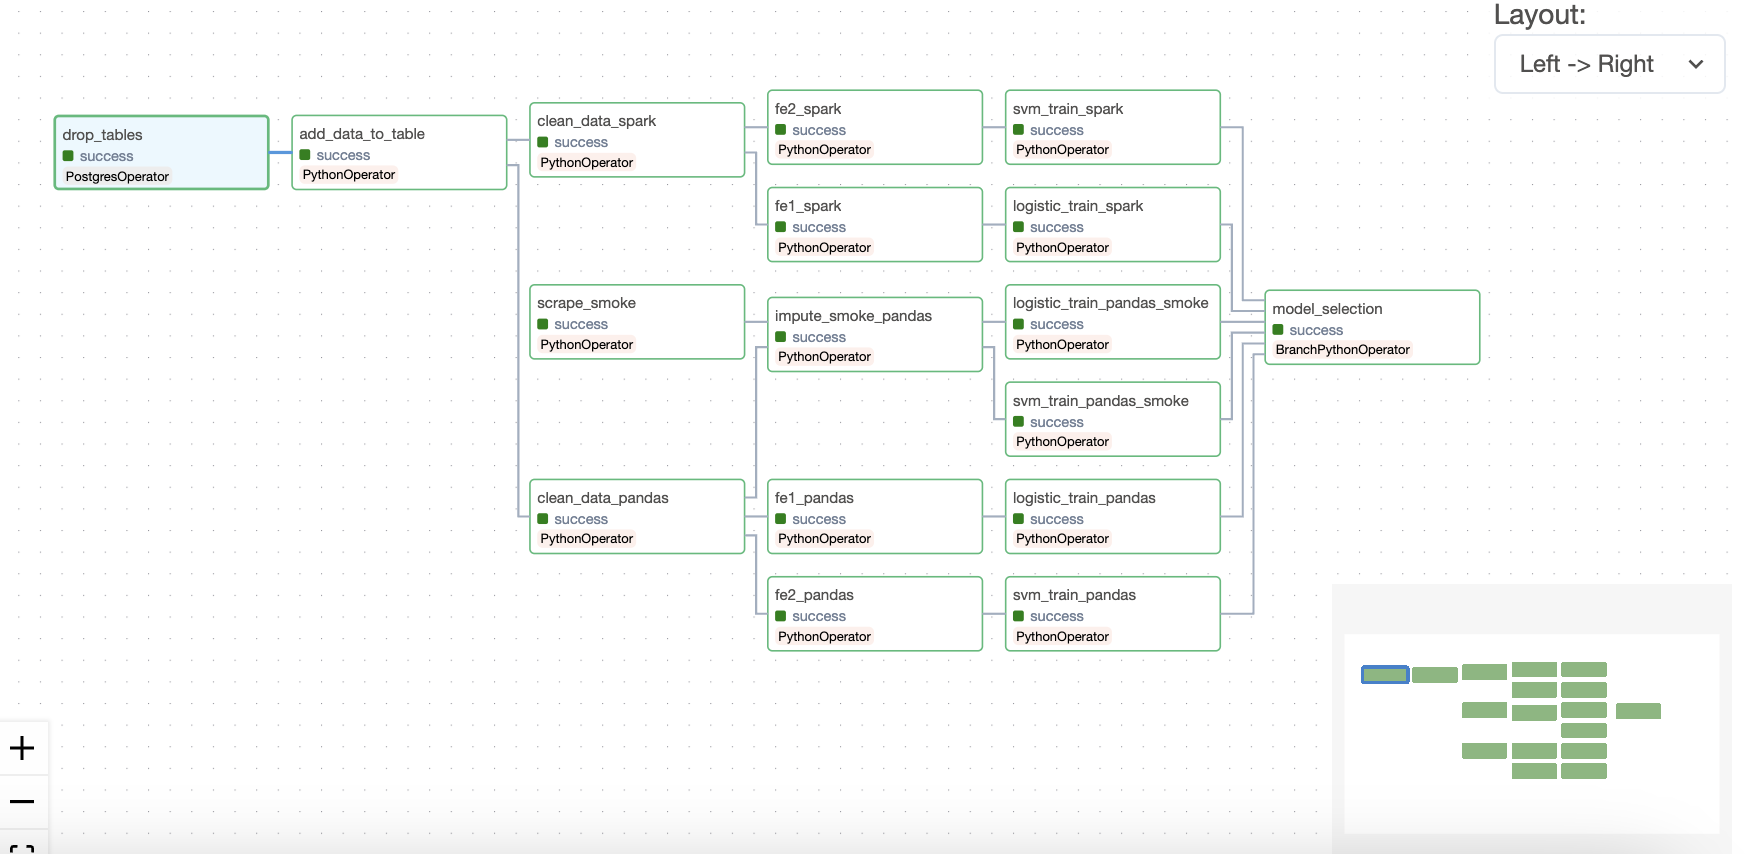 Layout:
Left -> Right
drop_tables
success
PostgresOperator
add_data_to_table
success
PythonOperator
clean_data_spark
success
PythonOperator
fe2_spark
success
PythonOperator
svm_train_spark
success
PythonOperator
fe1_spark
success
PythonOperator
logistic_train_spark
success
PythonOperator
scrape_smoke
success
PythonOperator
impute_smoke_pandas
success
PythonOperator
logistic_train_pandas_smoke
success
PythonOperator
model_selection
success
BranchPythonOperator
svm_train_pandas_smoke
success
PythonOperator
clean_data_pandas
success
PythonOperator
fe1_pandas
success
PythonOperator
logistic_train_pandas
success
PythonOperator
fe2_pandas
success
PythonOperator
svm_train_pandas
success
PythonOperator